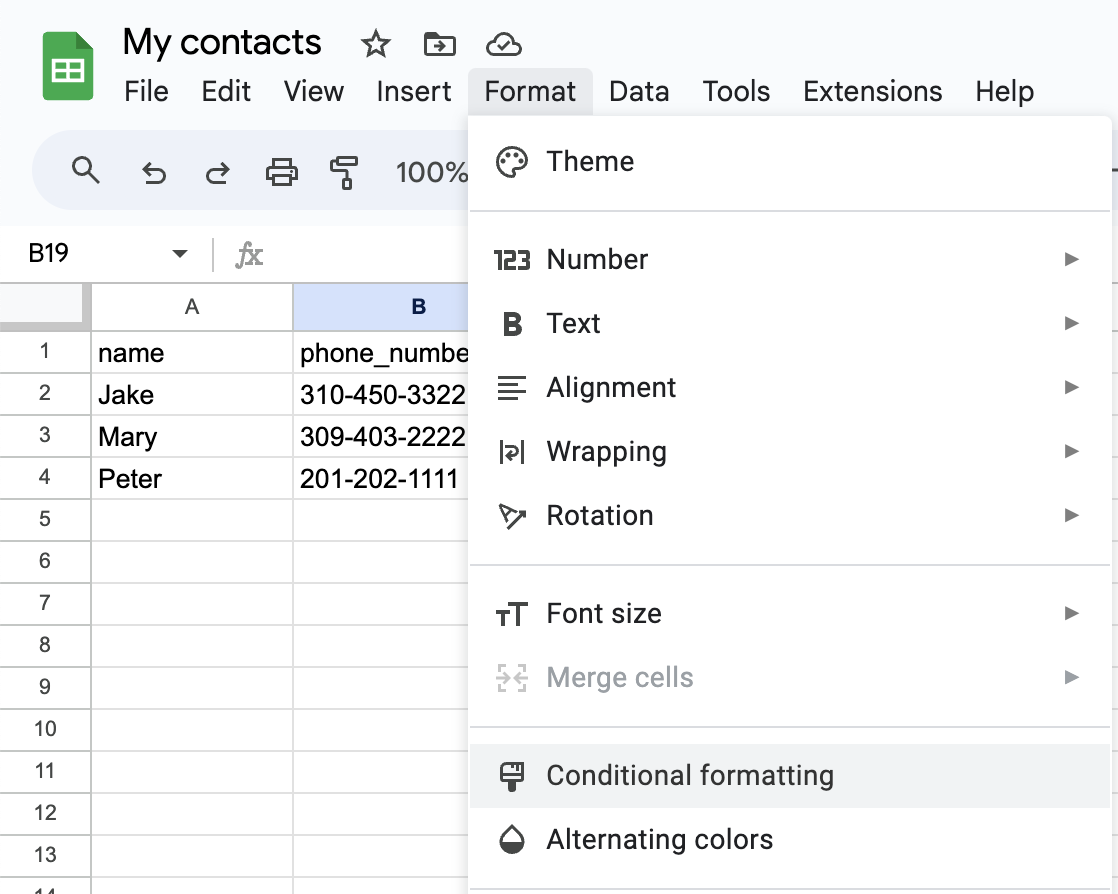 My contacts
File Edit View Insert Format Data Tools Extensions Help
100%
Theme
B19 fx
123 Number
A B
B Text
1 name phone_numbe
2 Jake 310-450-3322
Alignment
3 Mary 309-403-2222
Wrapping
4 Peter 201-202-1111
5
Rotation
6
7
Font size
8
Merge cells
9
10
11
Conditional formatting
12
Alternating colors
13
14